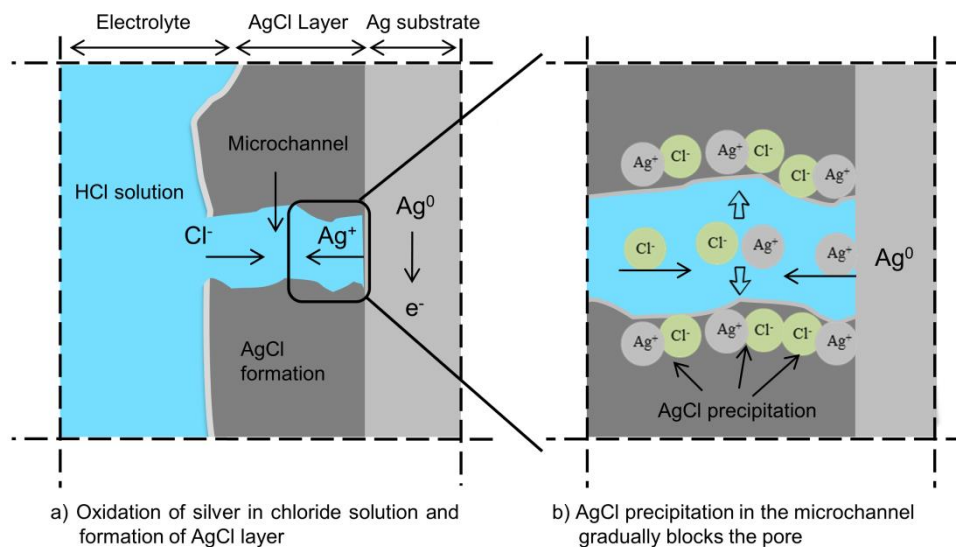 Electrolyte AgCl Layer Ag substrate
Microchannel
HCl solution
Cl⁻
Ag⁺
Ag⁰
e⁻
AgCl
formation
a) Oxidation of silver in chloride solution and
formation of AgCl layer
Ag⁺ Cl⁻ Ag⁺ Cl⁻ Cl⁻ Ag⁺
Cl⁻ Cl⁻ Ag⁺ Ag⁺ Ag⁰
Ag⁺ Cl⁻ Ag⁺ Cl⁻ Cl⁻ Ag⁺
AgCl precipitation
b) AgCl precipitation in the microchannel
gradually blocks the pore